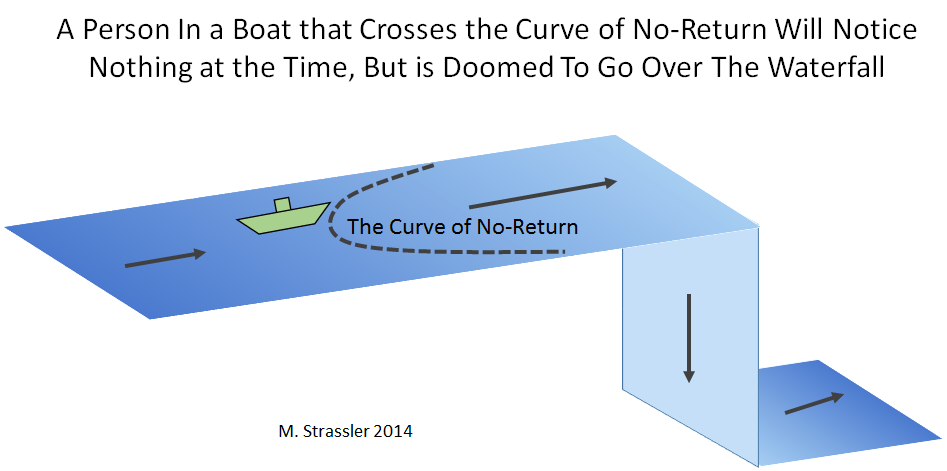 A Person In a Boat that Crosses the Curve of No-Return Will Notice
Nothing at the Time, But is Doomed To Go Over The Waterfall
The Curve of No-Return
M. Strassler 2014